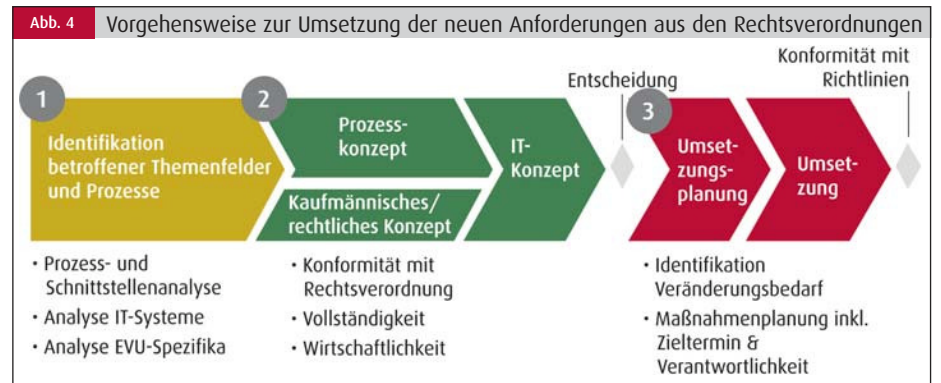 Abb. 4 Vorgehensweise zur Umsetzung der neuen Anforderungen aus den Rechtsverordnungen
Konformität mit
Richtlinien
Entscheidung
1
Identifikation
betroffener Themenfelder
und Prozesse
2
Prozess-
konzept
Kaufmännisches/
rechtliches Konzept
IT-
Konzept
3
Umset-
zungs-
planung
Umset-
zung
· Prozess- und
Schnittstellenanalyse
· Analyse IT-Systeme
· Analyse EVU-Spezifika
· Konformität mit
Rechtsverordnung
· Vollständigkeit
· Wirtschaftlichkeit
· Identifikation
Veränderungsbedarf
· Maßnahmenplanung inkl.
Zieltermin &
Verantwortlichkeit